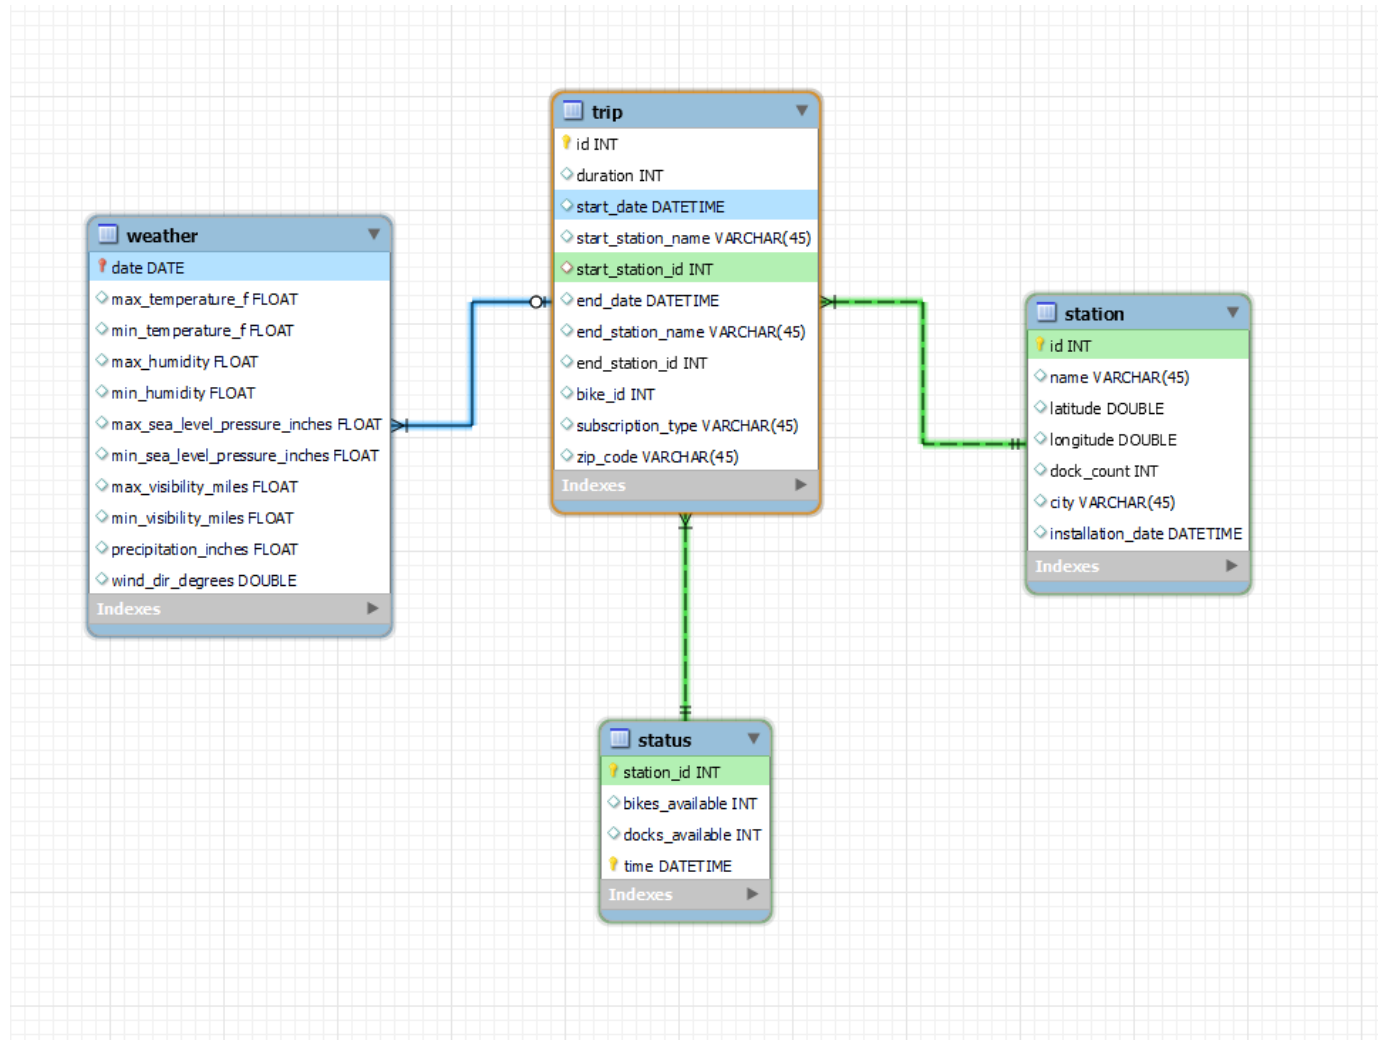 trip
id INT
duration INT
start_date DATETIME
start_station_name VARCHAR(45)
start_station_id INT
end_date DATETIME
end_station_name VARCHAR(45)
end_station_id INT
bike_id INT
subscription_type VARCHAR(45)
zip_code VARCHAR(45)
Indexes
weather
date DATE
max_temperature_f FLOAT
min_temperature_f FLOAT
max_humidity FLOAT
min_humidity FLOAT
max_sea_level_pressure_inches FLOAT
min_sea_level_pressure_inches FLOAT
max_visibility_miles FLOAT
min_visibility_miles FLOAT
precipitation_inches FLOAT
wind_dir_degrees DOUBLE
Indexes
station
id INT
name VARCHAR(45)
latitude DOUBLE
longitude DOUBLE
dock_count INT
city VARCHAR(45)
installation_date DATETIME
Indexes
status
station_id INT
bikes_available INT
docks_available INT
time DATETIME
Indexes